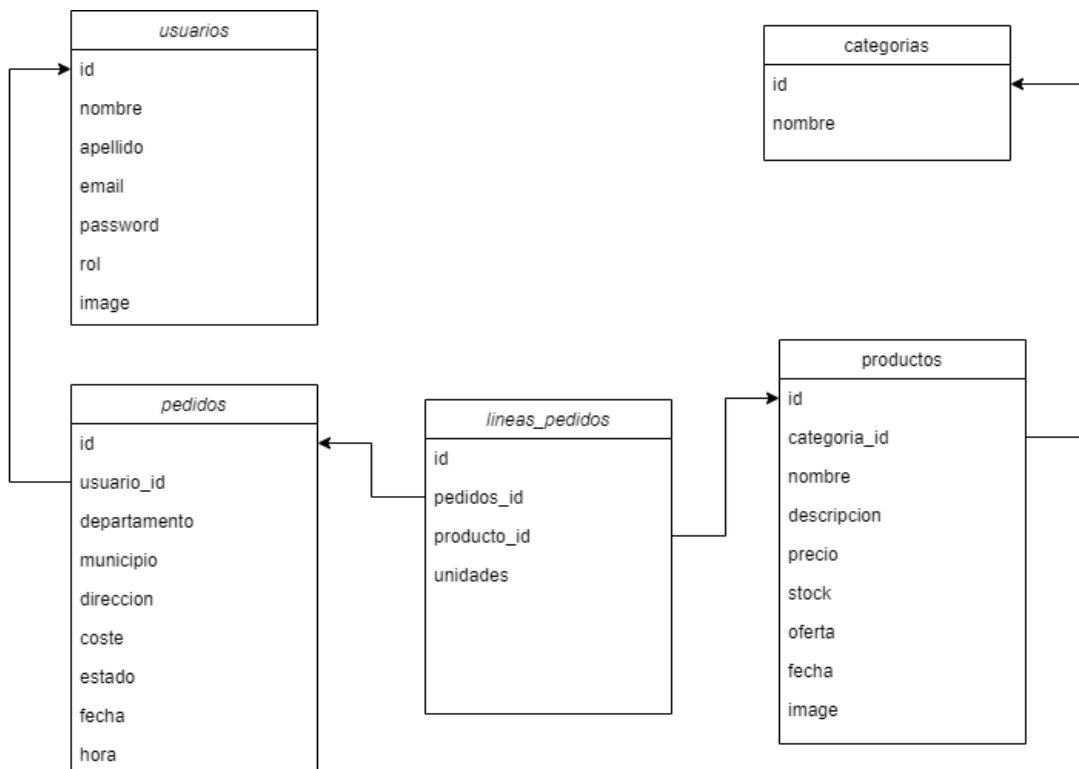 usuarios
id
nombre
apellido
email
password
rol
image
categorias
id
nombre
pedidos
id
usuario_id
departamento
municipio
direccion
coste
estado
fecha
hora
lineas_pedidos
id
pedidos_id
producto_id
unidades
productos
id
categoria_id
nombre
descripcion
precio
stock
oferta
fecha
image